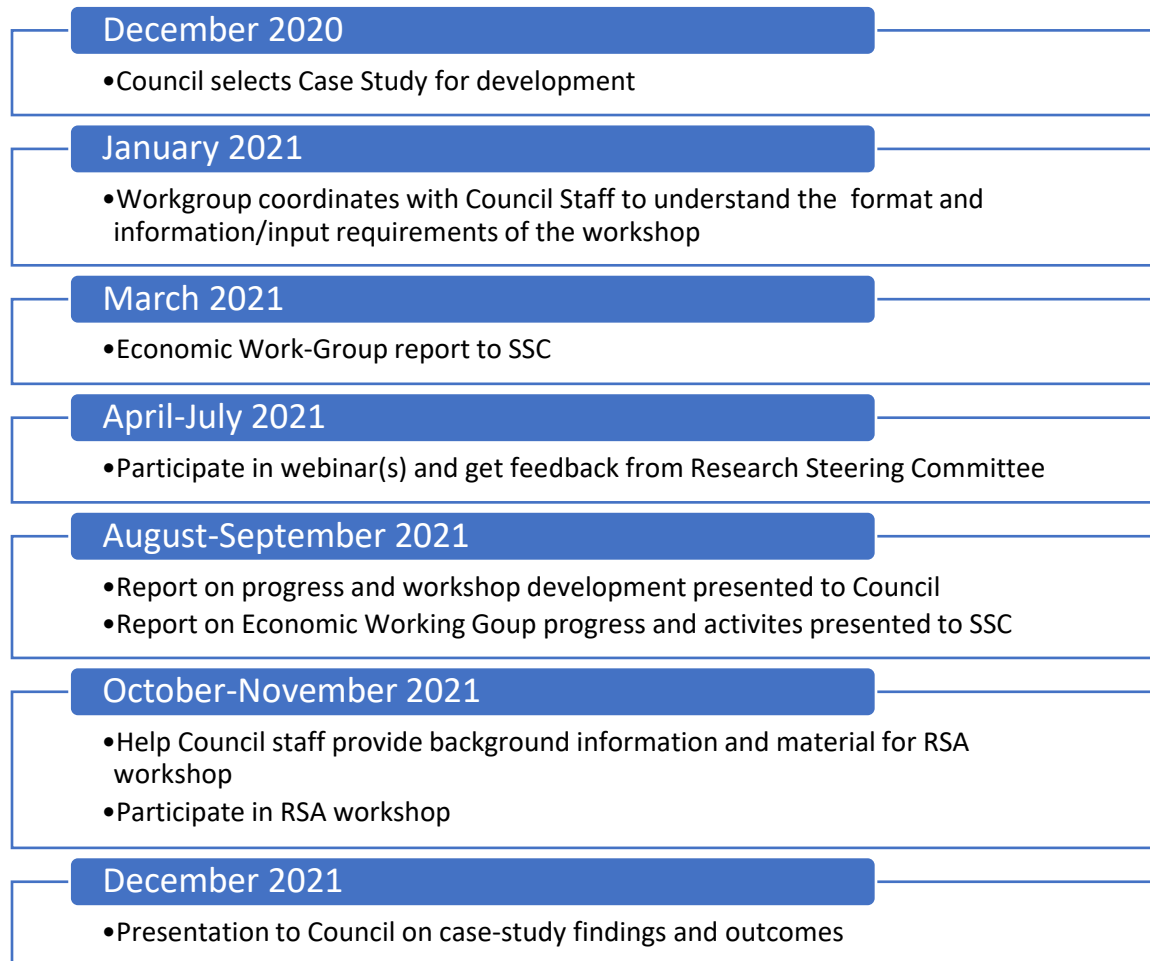 December 2020
•Council selects Case Study for development
January 2021
•Workgroup coordinates with Council Staff to understand the  format and
information/input requirements of the workshop
March 2021
•Economic Work-Group report to SSC
April-July 2021
•Participate in webinar(s) and get feedback from Research Steering Committee
August-September 2021
•Report on progress and workshop development presented to Council
•Report on Economic Working Goup progress and activites presented to SSC
October-November 2021
•Help Council staff provide background information and material for RSA
workshop
•Participate in RSA workshop
December 2021
•Presentation to Council on case-study findings and outcomes